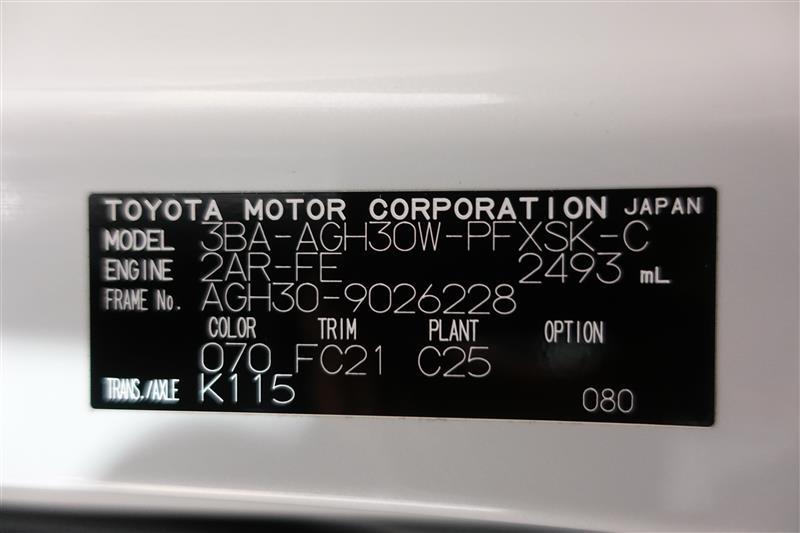 TOYOTA MOTOR CORPORATION JAPAN
MODEL 3BA-AGH30W-PFXSK-C
ENGINE 2AR-FE 2493 mL
FRAME No. AGH30-9026228
COLOR TRIM PLANT OPTION
070 FC21 C25
TRANS./AXLE K115 080